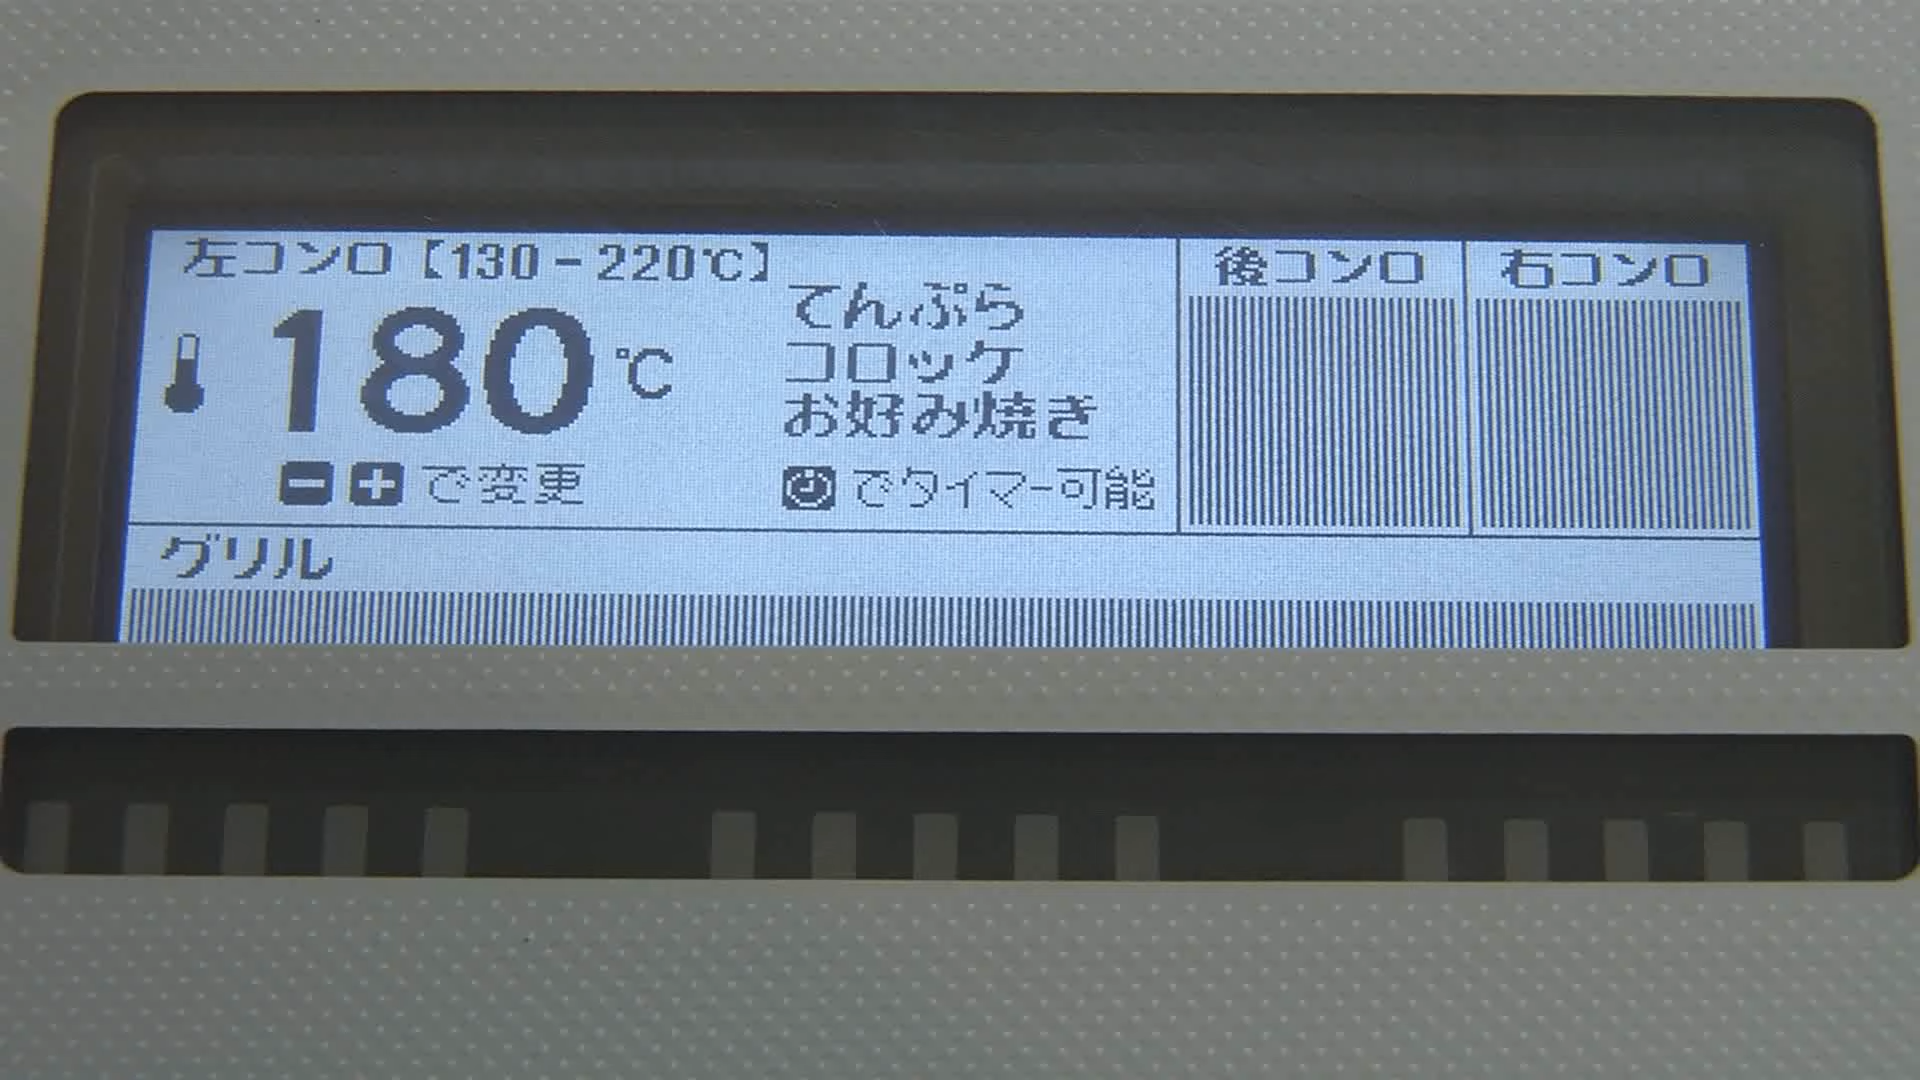 左コンロ【130-220℃】
180℃
てんぷら
コロッケ
お好み焼き
-+で変更
でタイマー可能
後コンロ
右コンロ
グリル